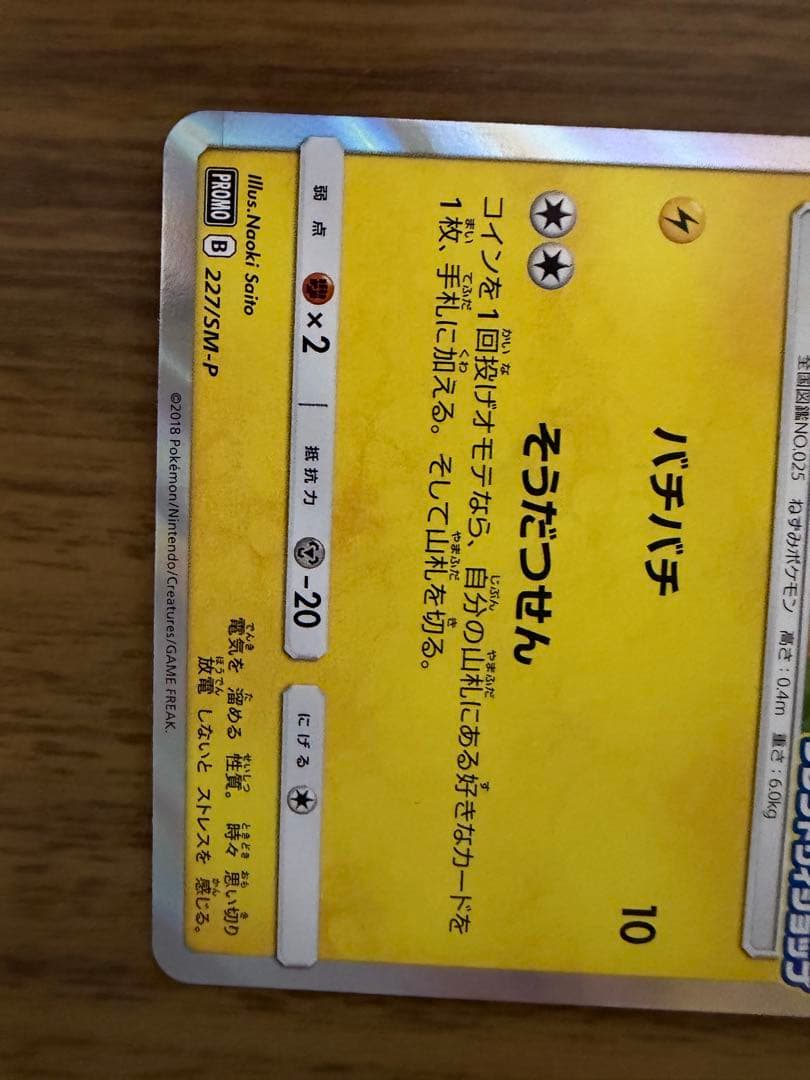 全国図鑑NO.025 ねずみポケモン 高さ:0.4m 重さ:6.0kg
バチバチ 10
そうだつせん
コインを1回投げオモテなら、自分の山札にある好きなカードを
1枚、手札に加える。そして山札を切る。
弱点 ×2 抵抗力 -20 にげる
Illus.Naoki Saito
PROMO B 227/SM-P
電気を 溜める 性質。 時々 思い切り
放電 しないと ストレスを 感じる。
©2018 Pokémon/Nintendo/Creatures/GAME FREAK.